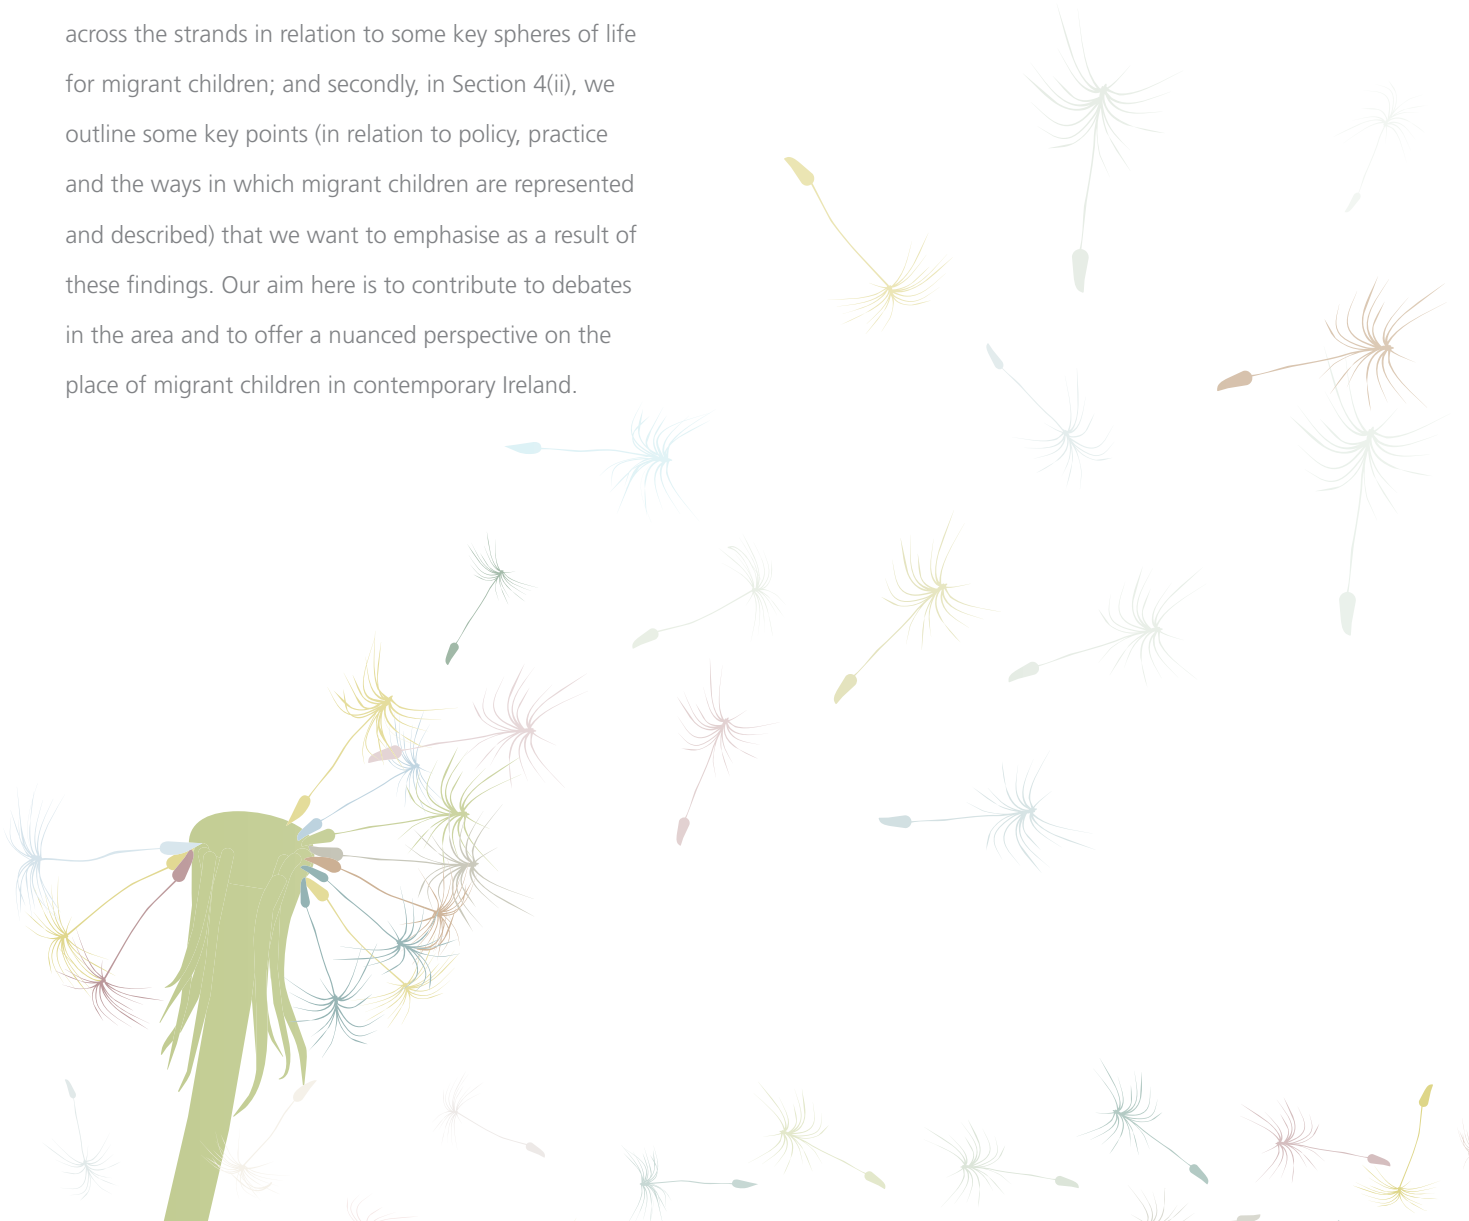 across the strands in relation to some key spheres of life
for migrant children; and secondly, in Section 4(ii), we
outline some key points (in relation to policy, practice
and the ways in which migrant children are represented
and described) that we want to emphasise as a result of
these findings. Our aim here is to contribute to debates
in the area and to offer a nuanced perspective on the
place of migrant children in contemporary Ireland.